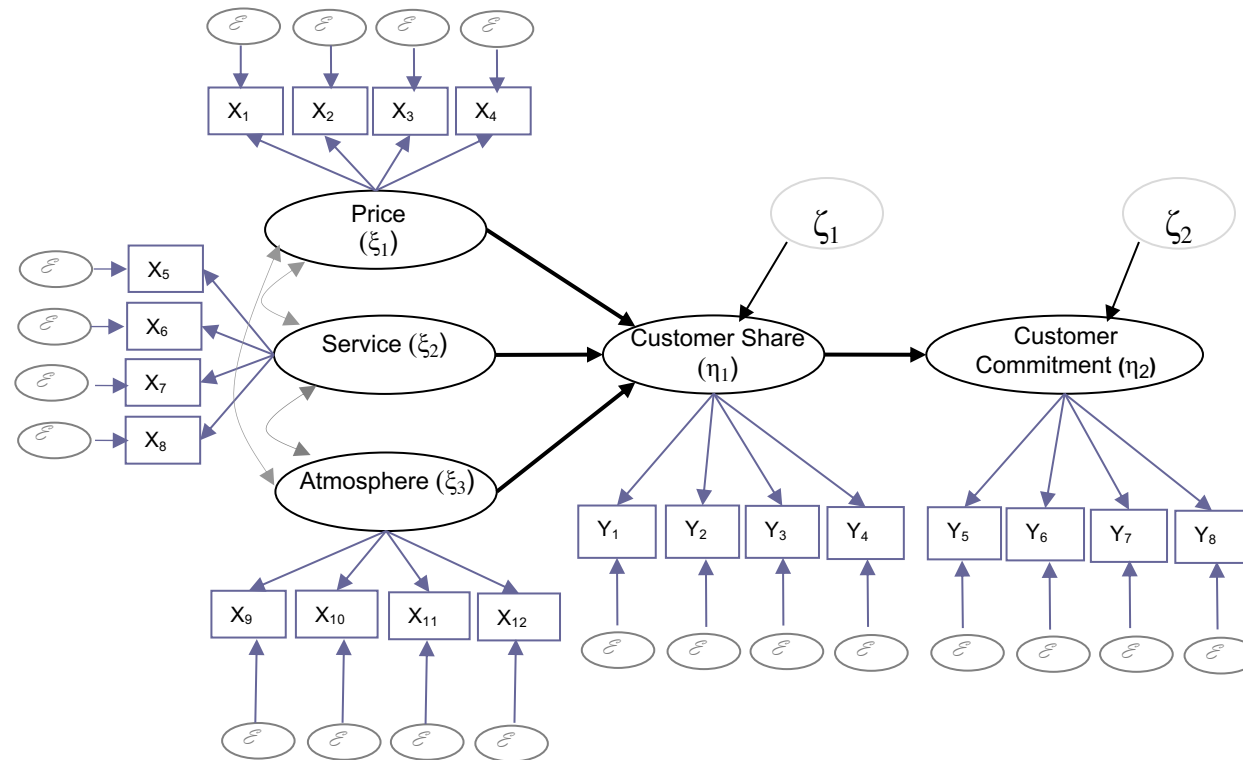 ℰ ℰ ℰ ℰ
X₁ X₂ X₃ X₄
Price
(ξ₁)
ζ₁ ζ₂
ℰ X₅
ℰ X₆
ℰ X₇
ℰ X₈
Service (ξ₂)
Customer Share
(η₁)
Customer
Commitment (η₂)
Atmosphere (ξ₃)
Y₁ Y₂ Y₃ Y₄ Y₅ Y₆ Y₇ Y₈
X₉ X₁₀ X₁₁ X₁₂
ℰ ℰ ℰ ℰ ℰ ℰ ℰ ℰ
ℰ ℰ ℰ ℰ